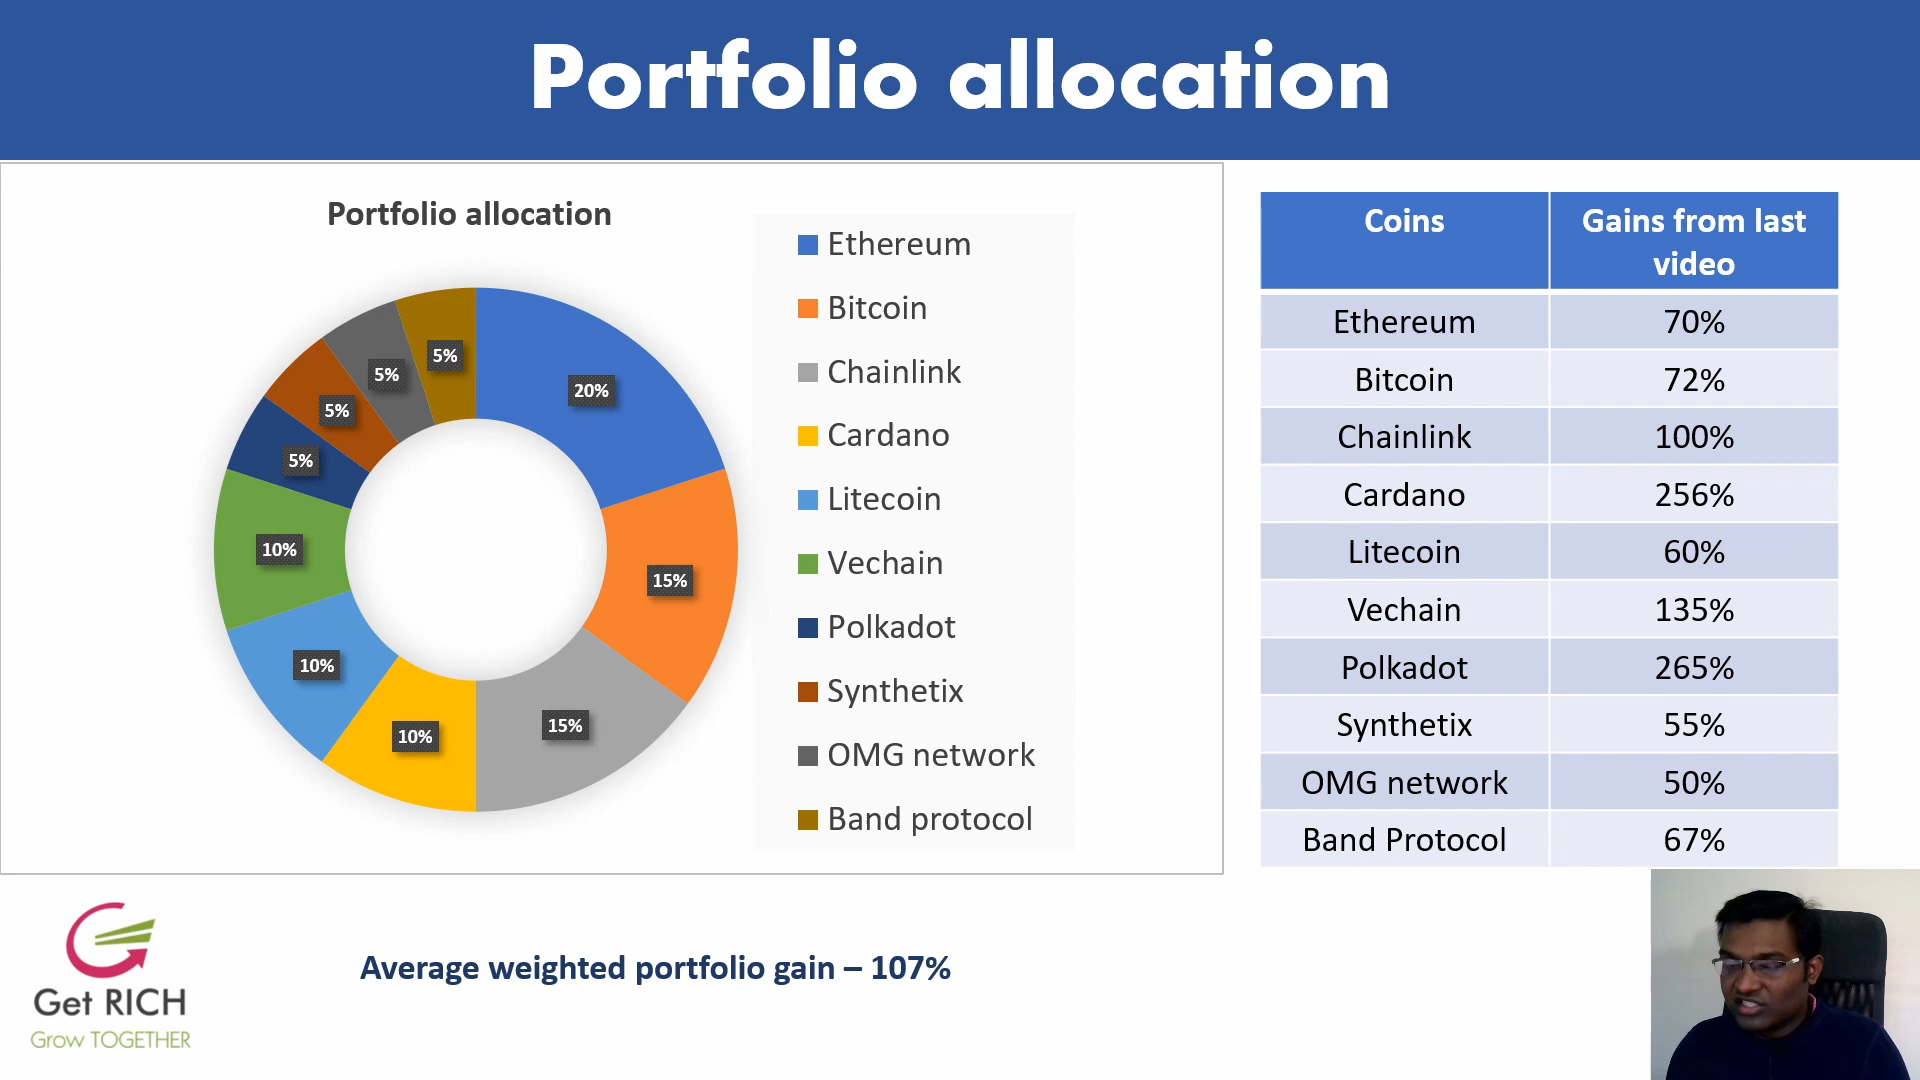 Portfolio allocation
Portfolio allocation
20%
15%
15%
10%
10%
10%
5%
5%
5%
5%
Ethereum
Bitcoin
Chainlink
Cardano
Litecoin
Vechain
Polkadot
Synthetix
OMG network
Band protocol
Coins Gains from last
video
Ethereum 70%
Bitcoin 72%
Chainlink 100%
Cardano 256%
Litecoin 60%
Vechain 135%
Polkadot 265%
Synthetix 55%
OMG network 50%
Band Protocol 67%
Get RICH
Grow TOGETHER
Average weighted portfolio gain – 107%